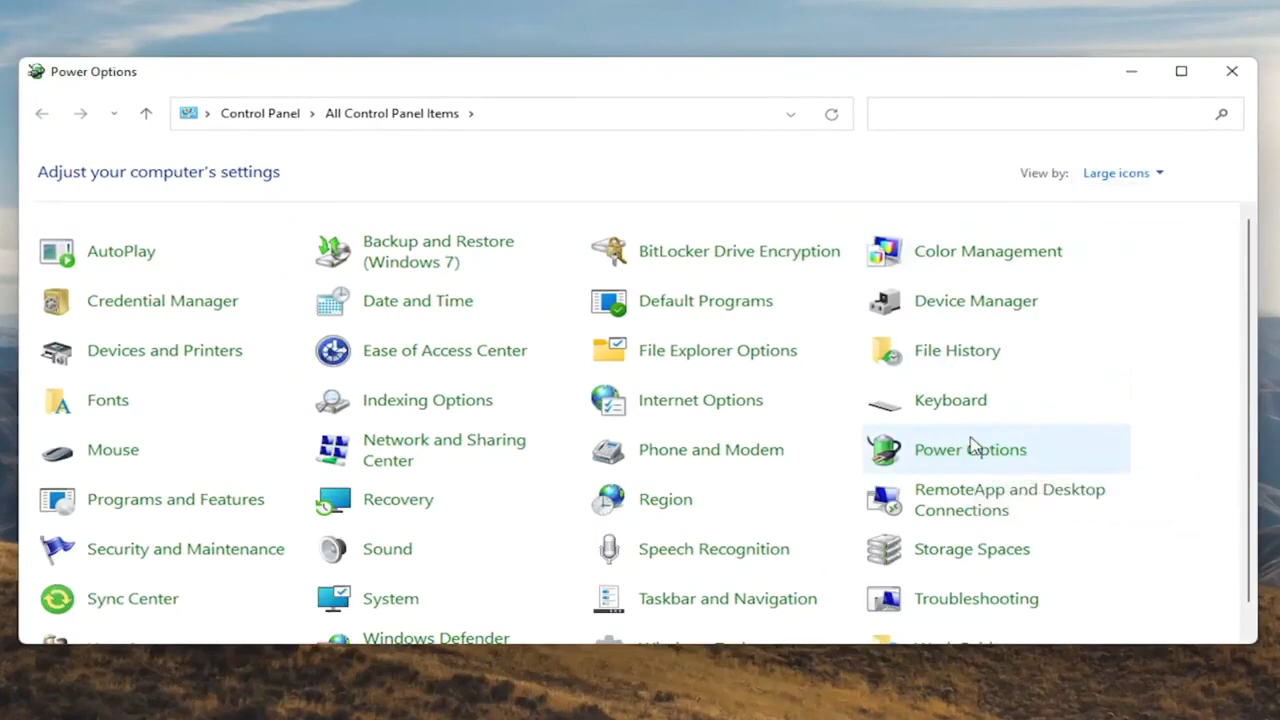 Power Options
Control Panel
All Control Panel Items
Adjust your computer's settings
View by:
Large icons
AutoPlay
Backup and Restore
(Windows 7)
BitLocker Drive Encryption
Color Management
Credential Manager
Date and Time
Default Programs
Device Manager
Devices and Printers
Ease of Access Center
File Explorer Options
File History
Fonts
Indexing Options
Internet Options
Keyboard
Mouse
Network and Sharing
Center
Phone and Modem
Power Options
Programs and Features
Recovery
Region
RemoteApp and Desktop
Connections
Security and Maintenance
Sound
Speech Recognition
Storage Spaces
Sync Center
System
Taskbar and Navigation
Troubleshooting
Windows Defender